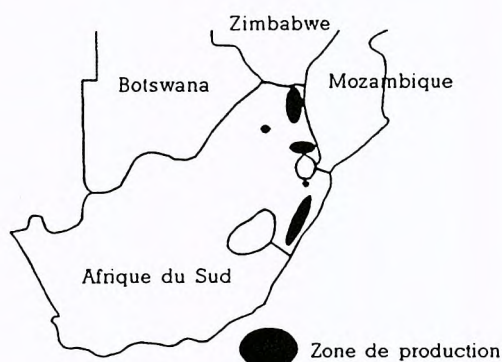 Zimbabwe
Botswana
Mozambique
Afrique du Sud
Zone de production